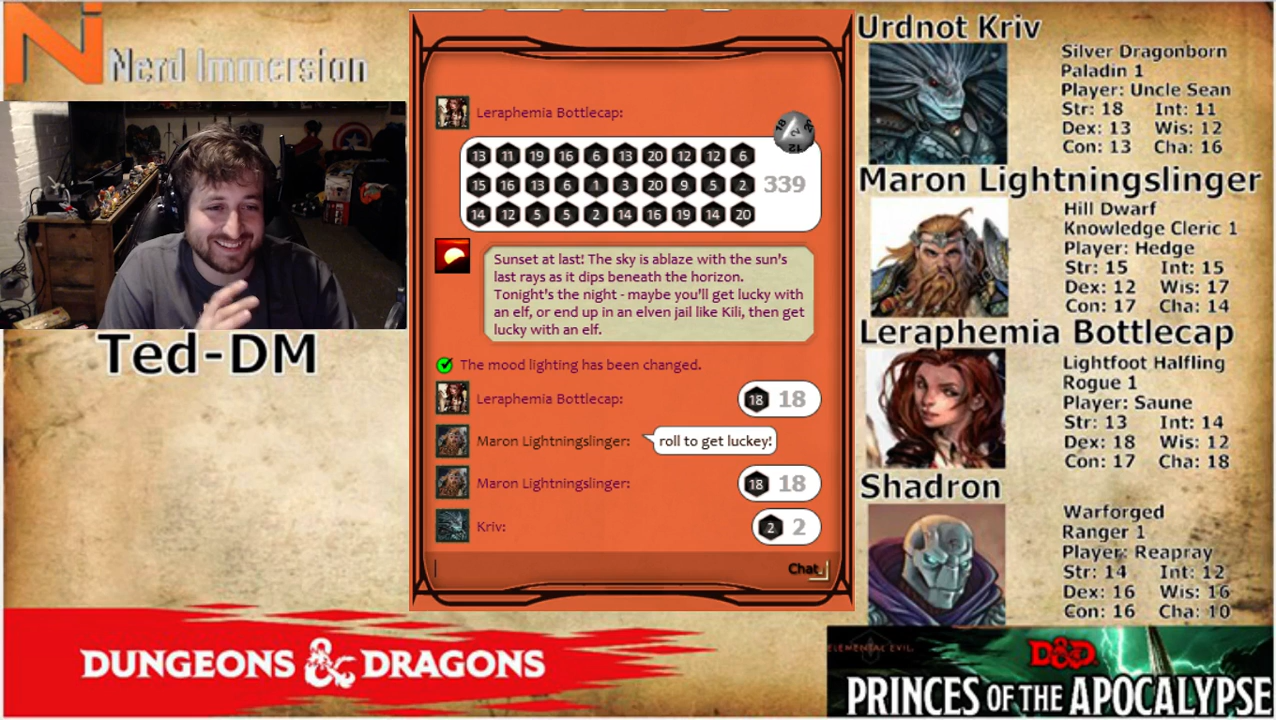 Nerd Immersion
Ted-DM
DUNGEONS & DRAGONS
Leraphemia Bottlecap:
13 11 19 16 6 13 20 12 12 6
15 16 13 6 1 3 20 9 5 2
339
14 12 5 5 2 14 16 19 14 20
Sunset at last! The sky is ablaze with the sun's
last rays as it dips beneath the horizon.
Tonight's the night - maybe you'll get lucky with
an elf, or end up in an elven jail like Kili, then get
lucky with an elf.
The mood lighting has been changed.
Leraphemia Bottlecap: 18 18
Maron Lightningslinger: roll to get luckey!
Maron Lightningslinger: 18 18
Kriv: 2 2
Chat
Urdnot Kriv
Silver Dragonborn
Paladin 1
Player: Uncle Sean
Str: 18 Int: 11
Dex: 13 Wis: 12
Con: 13 Cha: 16
Maron Lightningslinger
Hill Dwarf
Knowledge Cleric 1
Player: Hedge
Str: 15 Int: 15
Dex: 12 Wis: 17
Con: 17 Cha: 14
Leraphemia Bottlecap
Lightfoot Halfling
Rogue 1
Player: Saune
Str: 13 Int: 14
Dex: 18 Wis: 12
Con: 17 Cha: 18
Shadron
Warforged
Ranger 1
Player: Reapray
Str: 14 Int: 12
Dex: 16 Wis: 16
Con: 16 Cha: 10
ELEMENTAL EVIL
D&D
PRINCES OF THE APOCALYPSE